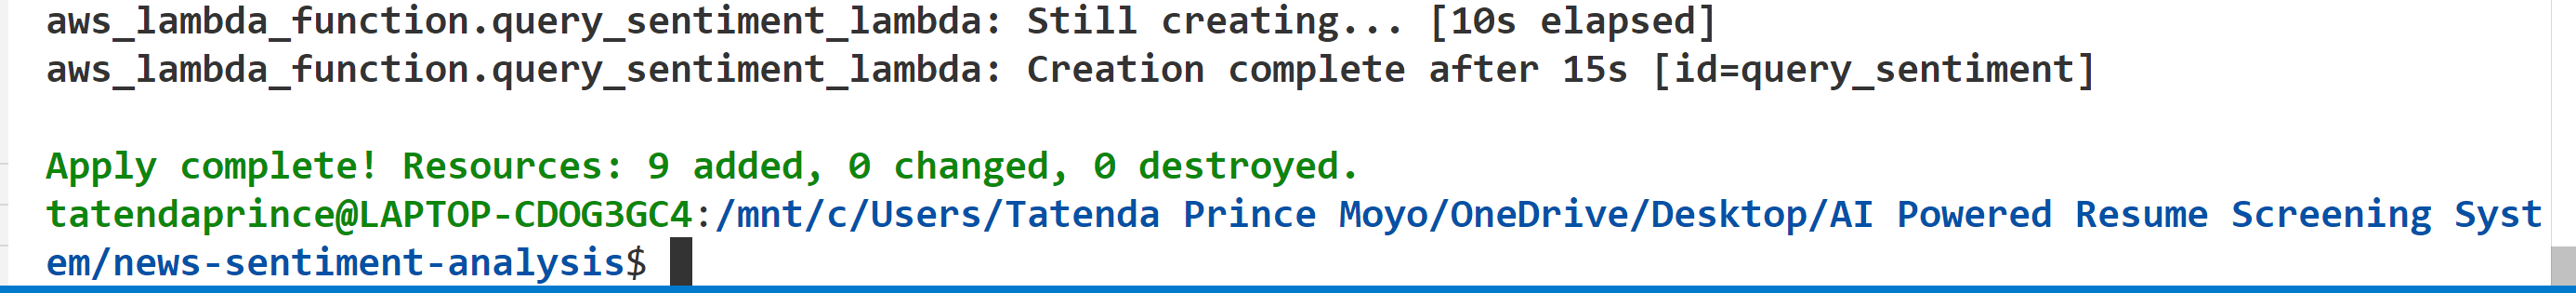 aws_lambda_function.query_sentiment_lambda: Still creating... [10s elapsed]
aws_lambda_function.query_sentiment_lambda: Creation complete after 15s [id=query_sentiment]
Apply complete! Resources: 9 added, 0 changed, 0 destroyed.
tatendaprince@LAPTOP-CDOG3GC4:/mnt/c/Users/Tatenda Prince Moyo/OneDrive/Desktop/AI Powered Resume Screening Syst
em/news-sentiment-analysis$